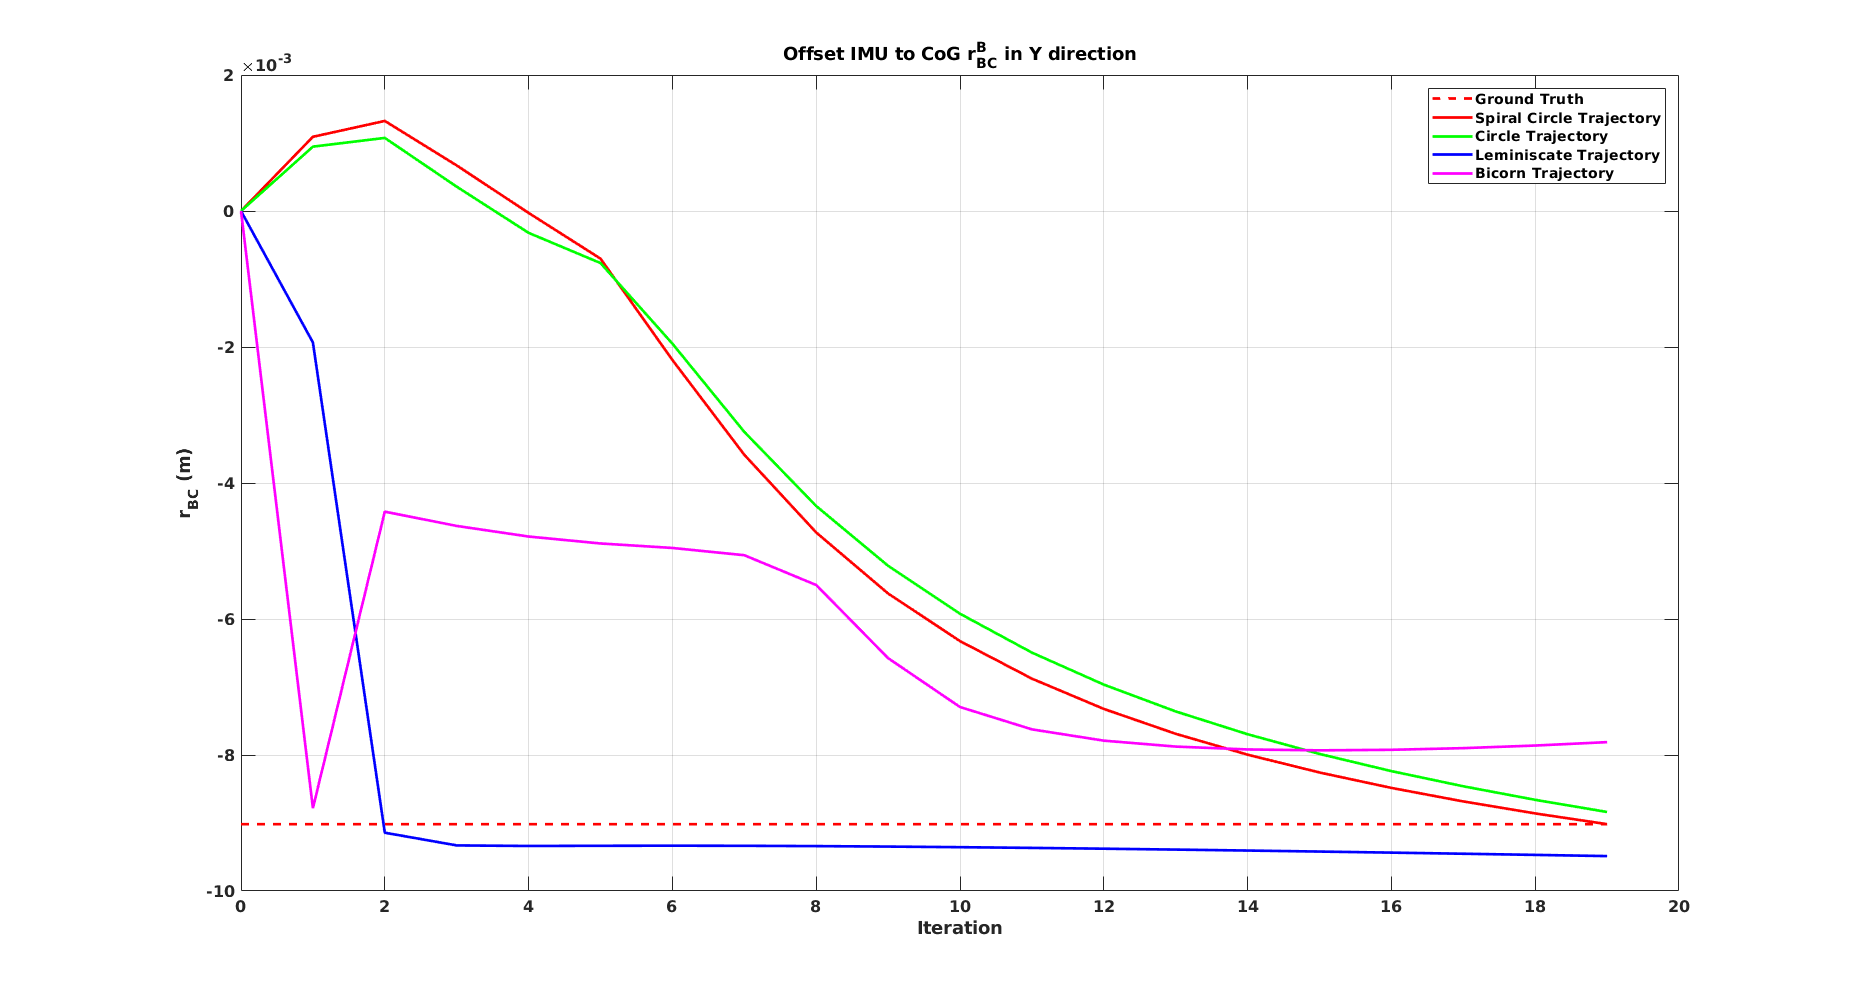 Offset IMU to CoG r^B_BC in Y direction
×10^-3
Ground Truth
Spiral Circle Trajectory
Circle Trajectory
Leminiscate Trajectory
Bicorn Trajectory
2
0
-2
-4
-6
-8
-10
r_BC (m)
0 2 4 6 8 10 12 14 16 18 20
Iteration